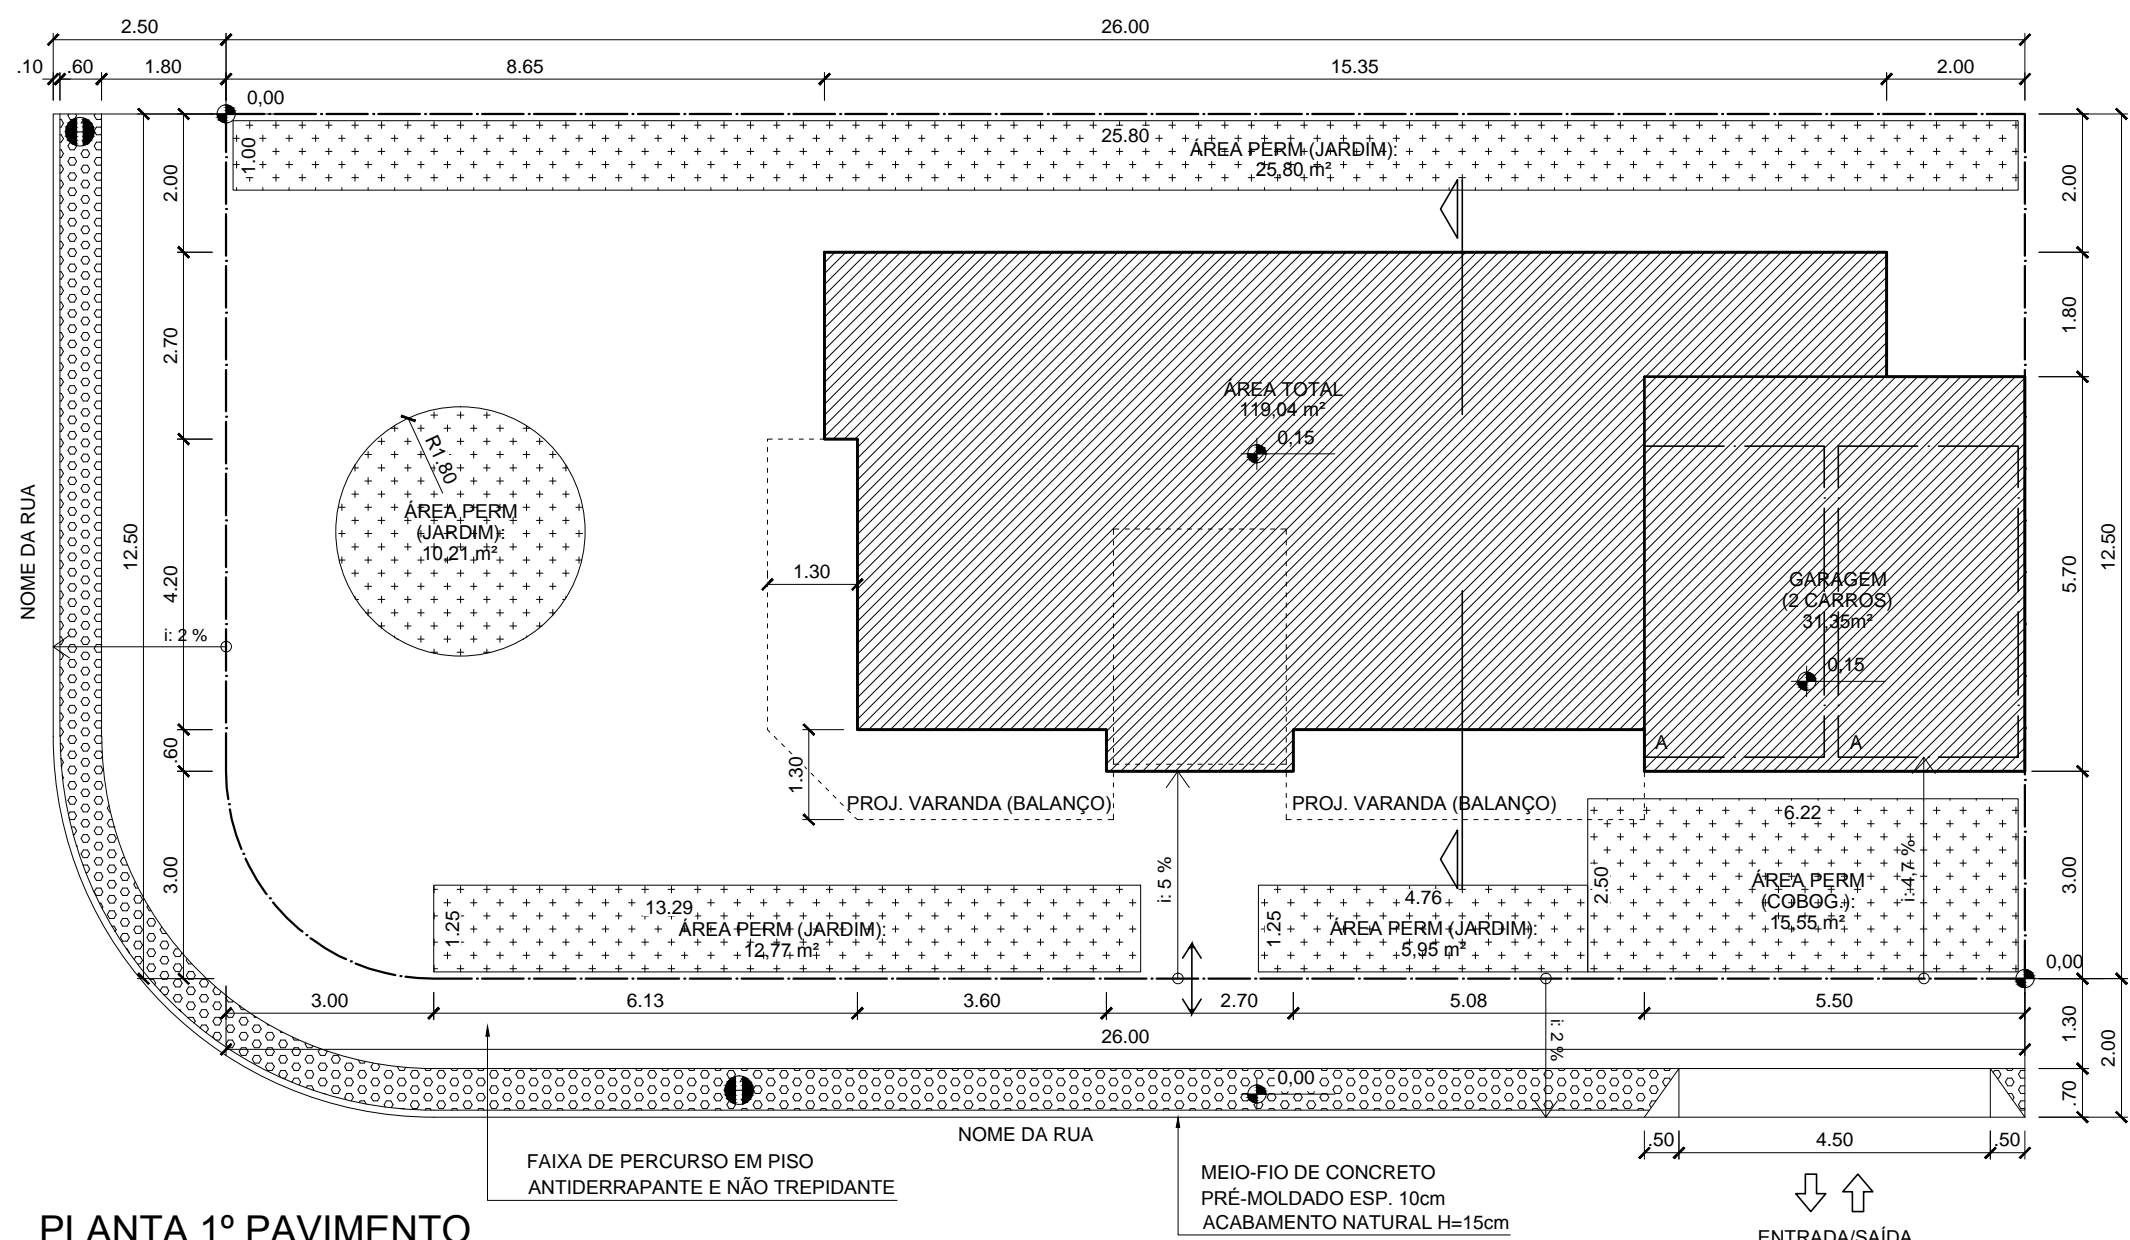 2.50
26.00
.10
.60
1.80
8.65
15.35
2.00
0,00
25.80
ÁREA PERM (JARDIM):
25,80 m²
1.00
2.00
2.00
2.70
1.80
ÁREA TOTAL
119,04 m²
0,15
R1.80
ÁREA PERM
(JARDIM):
10,21 m²
NOME DA RUA
12.50
4.20
1.30
GARAGEM
(2 CARROS)
31,35m²
5.70
12.50
i: 2 %
0,15
A
A
.60
1.30
PROJ. VARANDA (BALANÇO)
PROJ. VARANDA (BALANÇO)
6.22
3.00
i: 5 %
2.50
ÁREA PERM
(COBOG.):
15,55 m²
i: 4,7 %
3.00
1.25
13.29
ÁREA PERM (JARDIM):
12,77 m²
1.25
4.76
ÁREA PERM (JARDIM):
5,95 m²
0,00
3.00
6.13
3.60
2.70
5.08
5.50
26.00
i: 2 %
1.30
2.00
0,00
.70
NOME DA RUA
.50
4.50
.50
FAIXA DE PERCURSO EM PISO
ANTIDERRAPANTE E NÃO TREPIDANTE
MEIO-FIO DE CONCRETO
PRÉ-MOLDADO ESP. 10cm
ACABAMENTO NATURAL H=15cm
PLANTA 1º PAVIMENTO
ENTRADA/SAÍDA